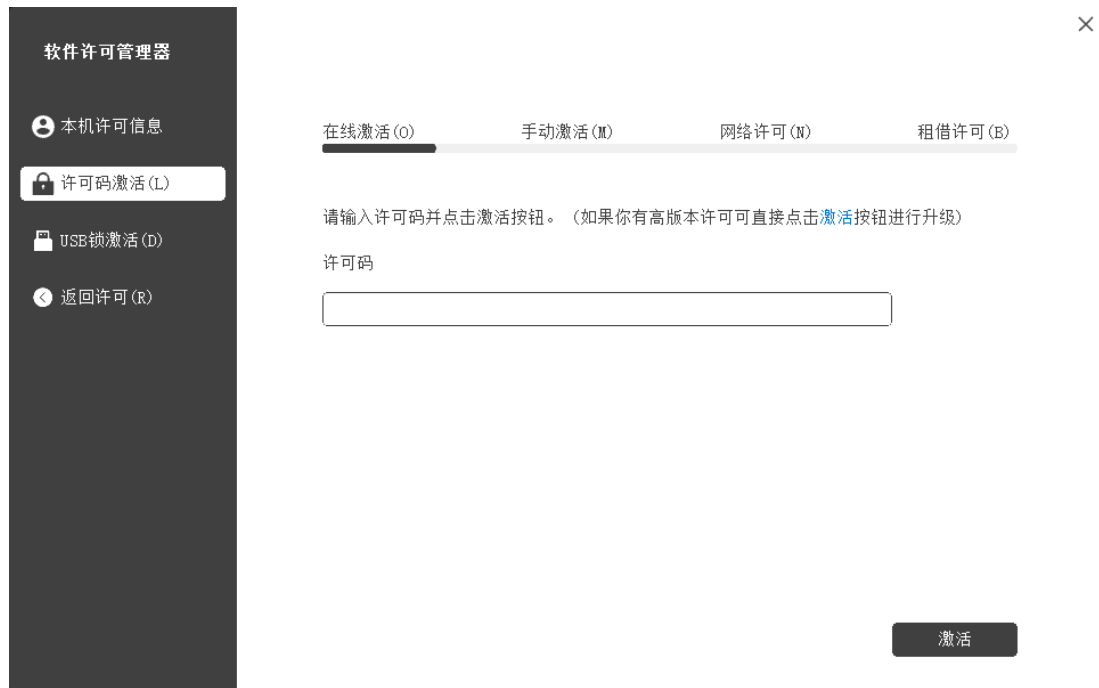 软件许可管理器
本机许可信息
许可码激活(L)
USB锁激活(D)
返回许可(R)
在线激活(O) 手动激活(M) 网络许可(N) 租借许可(B)
请输入许可码并点击激活按钮。（如果你有高版本许可可直接点击激活按钮进行升级）
许可码
激活